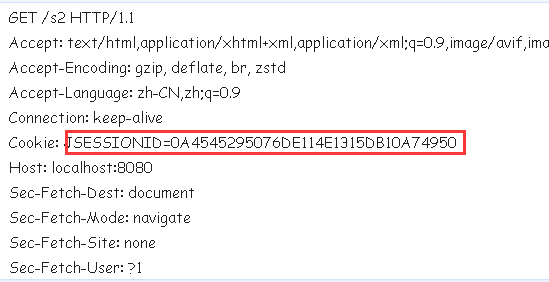 GET /s2 HTTP/1.1
Accept: text/html,application/xhtml+xml,application/xml;q=0.9,image/avif,ima
Accept-Encoding: gzip, deflate, br, zstd
Accept-Language: zh-CN,zh;q=0.9
Connection: keep-alive
Cookie: JSESSIONID=0A4545295076DE114E1315DB10A74950
Host: localhost:8080
Sec-Fetch-Dest: document
Sec-Fetch-Mode: navigate
Sec-Fetch-Site: none
Sec-Fetch-User: ?1